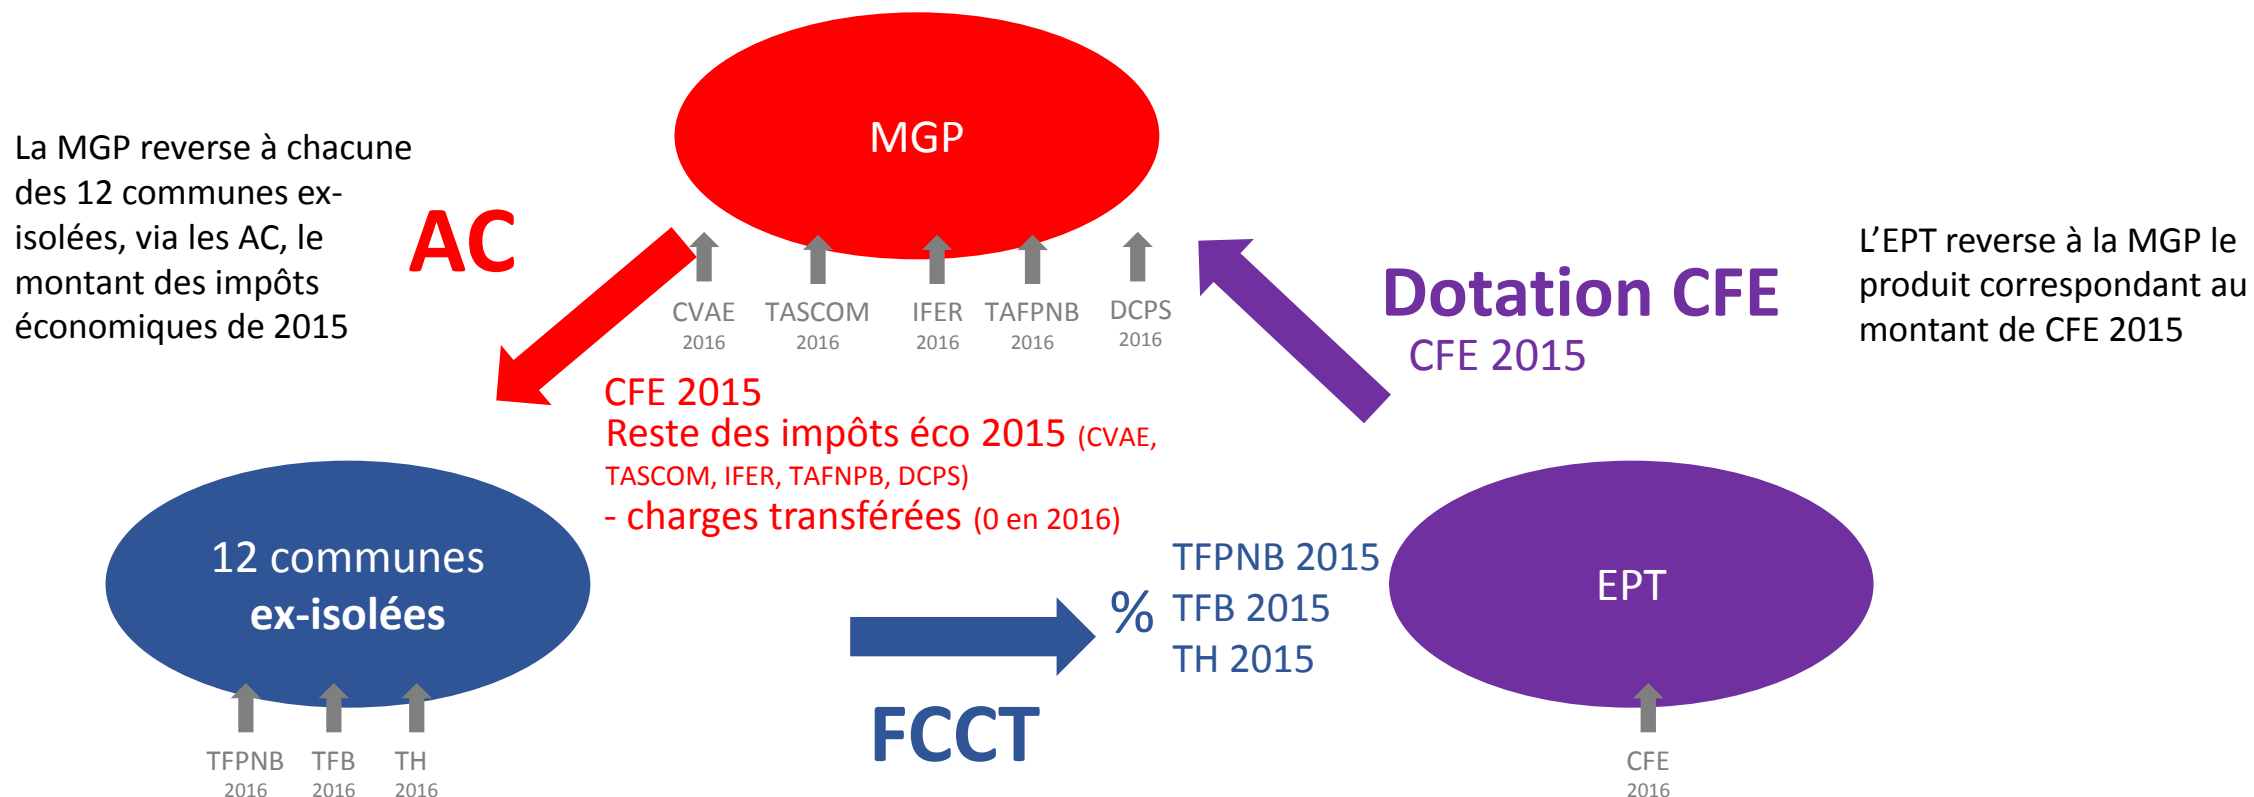 MGP
La MGP reverse à chacune
des 12 communes ex-
isolées, via les AC, le
montant des impôts
économiques de 2015
AC
CVAE
2016
TASCOM
2016
IFER
2016
TAFPNB
2016
DCPS
2016
Dotation CFE
CFE 2015
L’EPT reverse à la MGP le
produit correspondant au
montant de CFE 2015
CFE 2015
Reste des impôts éco 2015 (CVAE,
TASCOM, IFER, TAFNPB, DCPS)
- charges transférées (0 en 2016)
12 communes
ex-isolées
TFPNB
2016
TFB
2016
TH
2016
%
TFPNB 2015
TFB 2015
TH 2015
FCCT
EPT
CFE
2016